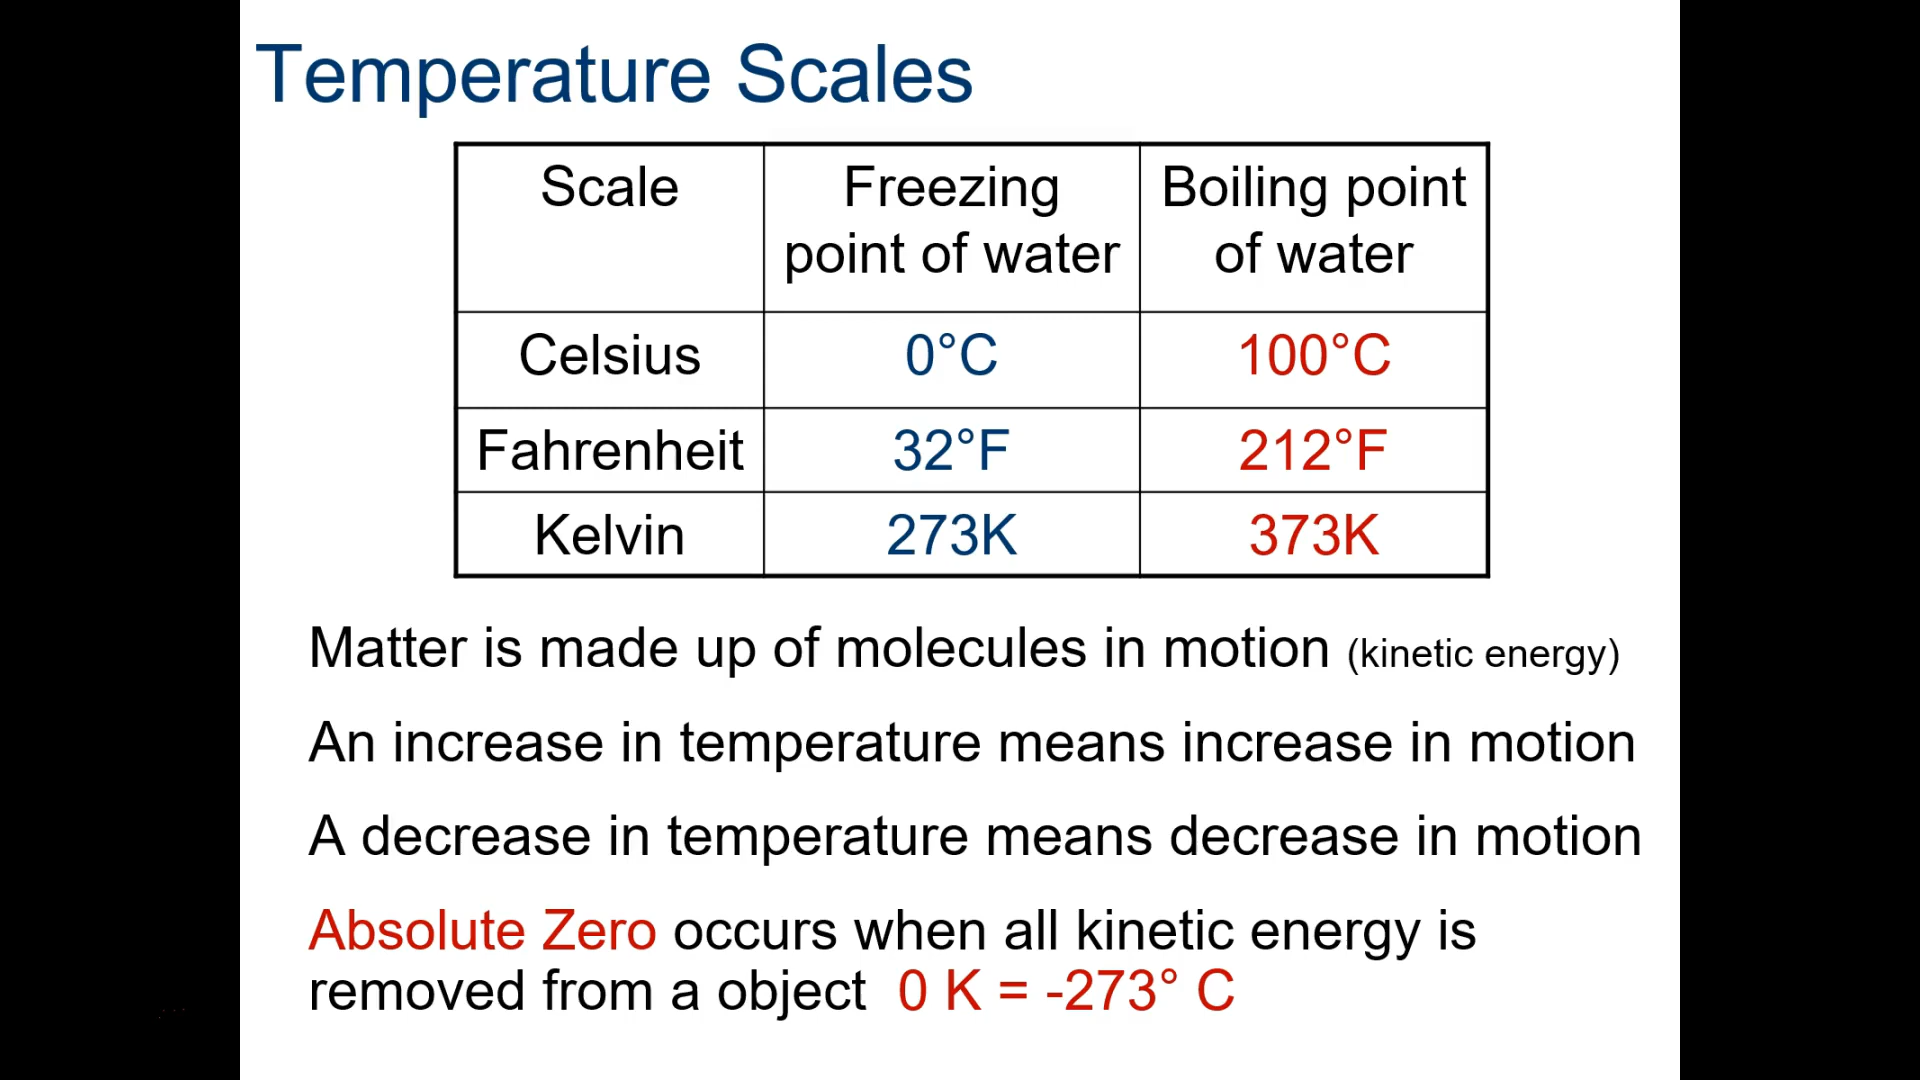 Temperature Scales
Scale Freezing point of water Boiling point of water
Celsius 0°C 100°C
Fahrenheit 32°F 212°F
Kelvin 273K 373K
Matter is made up of molecules in motion (kinetic energy)
An increase in temperature means increase in motion
A decrease in temperature means decrease in motion
Absolute Zero occurs when all kinetic energy is
removed from a object 0 K = -273° C